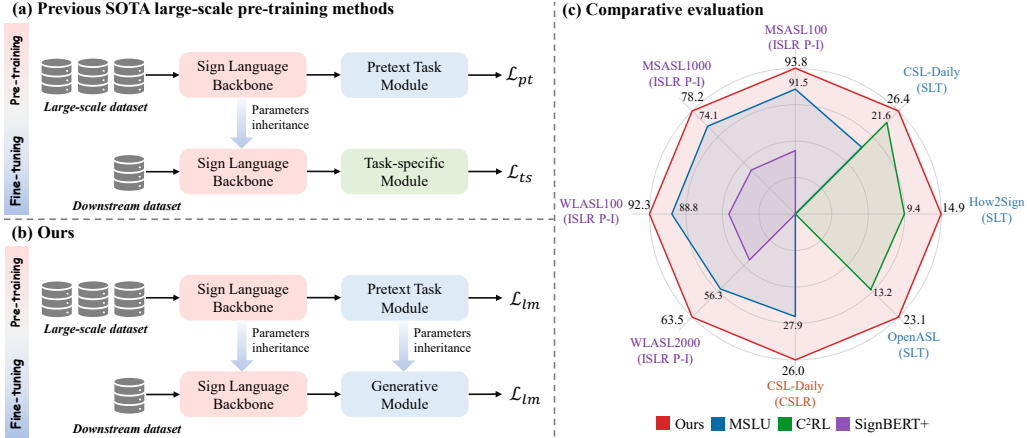 (a) Previous SOTA large-scale pre-training methods
Pre-training
Large-scale dataset
Sign Language
Backbone
Pretext Task
Module
ℒpt
Parameters
inheritance
Fine-tuning
Downstream dataset
Sign Language
Backbone
Task-specific
Module
ℒts
(b) Ours
Pre-training
Large-scale dataset
Sign Language
Backbone
Pretext Task
Module
ℒlm
Parameters
inheritance
Parameters
inheritance
Fine-tuning
Downstream dataset
Sign Language
Backbone
Generative
Module
ℒlm
(c) Comparative evaluation
MSASL100
(ISLR P-I)
93.8
91.5
CSL-Daily
(SLT)
26.4
21.6
How2Sign
(SLT)
14.9
9.4
OpenASL
(SLT)
23.1
13.2
CSL-Daily
(CSLR)
26.0
27.9
WLASL2000
(ISLR P-I)
63.5
56.3
WLASL100
(ISLR P-I)
92.3
88.8
MSASL1000
(ISLR P-I)
78.2
74.1
Ours
MSLU
C²RL
SignBERT+